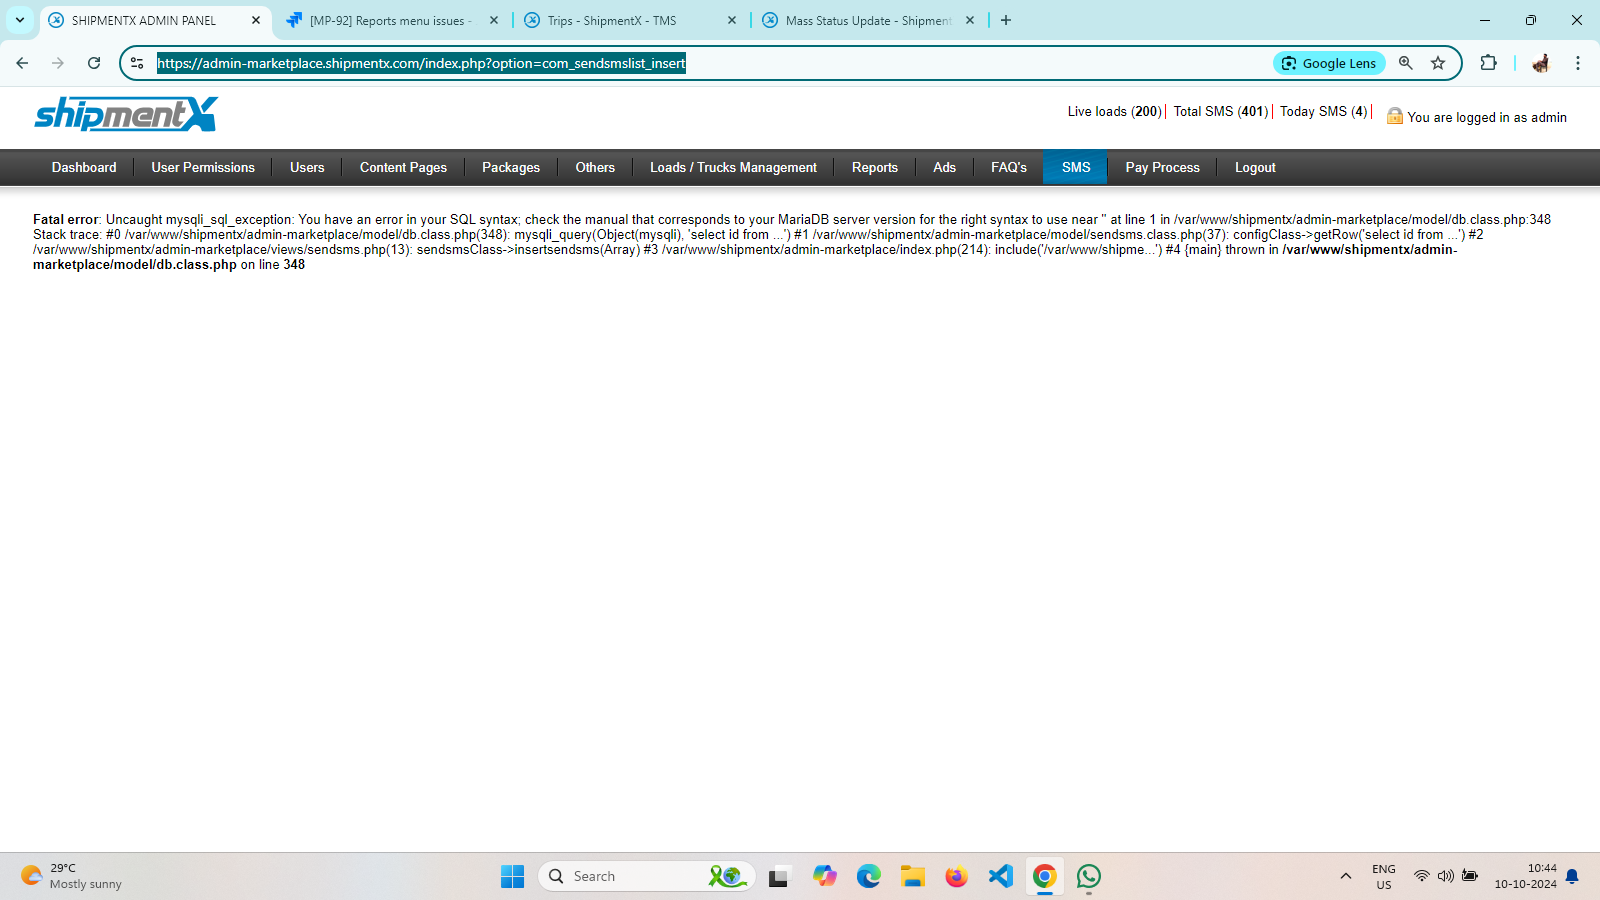 SHIPMENTX ADMIN PANEL
[MP-92] Reports menu issues -
Trips - ShipmentX - TMS
Mass Status Update - Shipment
https://admin-marketplace.shipmentx.com/index.php?option=com_sendsmslist_insert
Google Lens
shipmentX
Live loads (200)| Total SMS (401)| Today SMS (4)| You are logged in as admin
Dashboard User Permissions Users Content Pages Packages Others Loads / Trucks Management Reports Ads FAQ's SMS Pay Process Logout
Fatal error: Uncaught mysqli_sql_exception: You have an error in your SQL syntax; check the manual that corresponds to your MariaDB server version for the right syntax to use near '' at line 1 in /var/www/shipmentx/admin-marketplace/model/db.class.php:348
Stack trace: #0 /var/www/shipmentx/admin-marketplace/model/db.class.php(348): mysqli_query(Object(mysqli), 'select id from ...') #1 /var/www/shipmentx/admin-marketplace/model/sendsms.class.php(37): configClass->getRow('select id from ...') #2
/var/www/shipmentx/admin-marketplace/views/sendsms.php(13): sendsmsClass->insertsendsms(Array) #3 /var/www/shipmentx/admin-marketplace/index.php(214): include('/var/www/shipme...') #4 {main} thrown in /var/www/shipmentx/admin-
marketplace/model/db.class.php on line 348
29°C
Mostly sunny
Search
ENG
US
10:44
10-10-2024